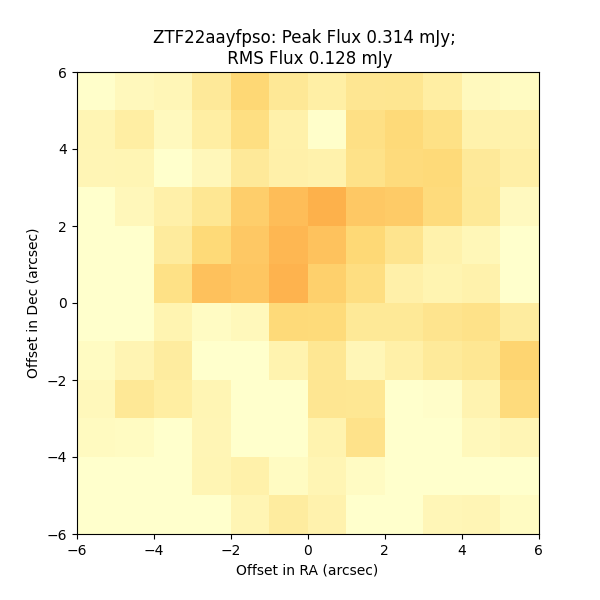 ZTF22aayfpso: Peak Flux 0.314 mJy;
RMS Flux 0.128 mJy
6
4
2
0
−2
−4
−6
Offset in Dec (arcsec)
−6 −4 −2 0 2 4 6
Offset in RA (arcsec)